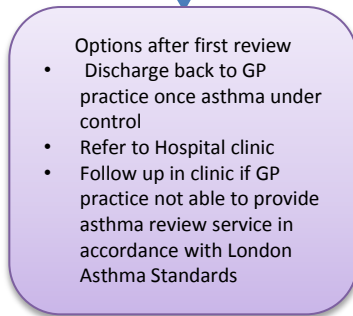 Options after first review
• Discharge back to GP
practice once asthma under
control
• Refer to Hospital clinic
• Follow up in clinic if GP
practice not able to provide
asthma review service in
accordance with London
Asthma Standards